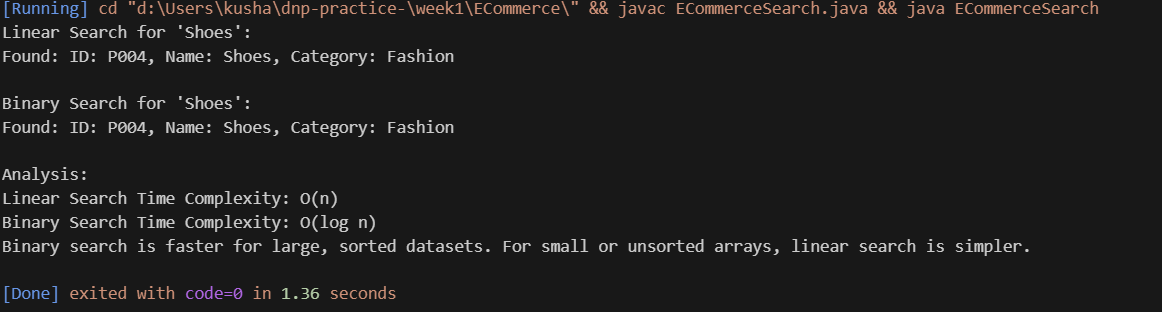 [Running] cd "d:\Users\kusha\dnp-practice-\week1\ECommerce\" && javac ECommerceSearch.java && java ECommerceSearch
Linear Search for 'Shoes':
Found: ID: P004, Name: Shoes, Category: Fashion
Binary Search for 'Shoes':
Found: ID: P004, Name: Shoes, Category: Fashion
Analysis:
Linear Search Time Complexity: O(n)
Binary Search Time Complexity: O(log n)
Binary search is faster for large, sorted datasets. For small or unsorted arrays, linear search is simpler.
[Done] exited with code=0 in 1.36 seconds